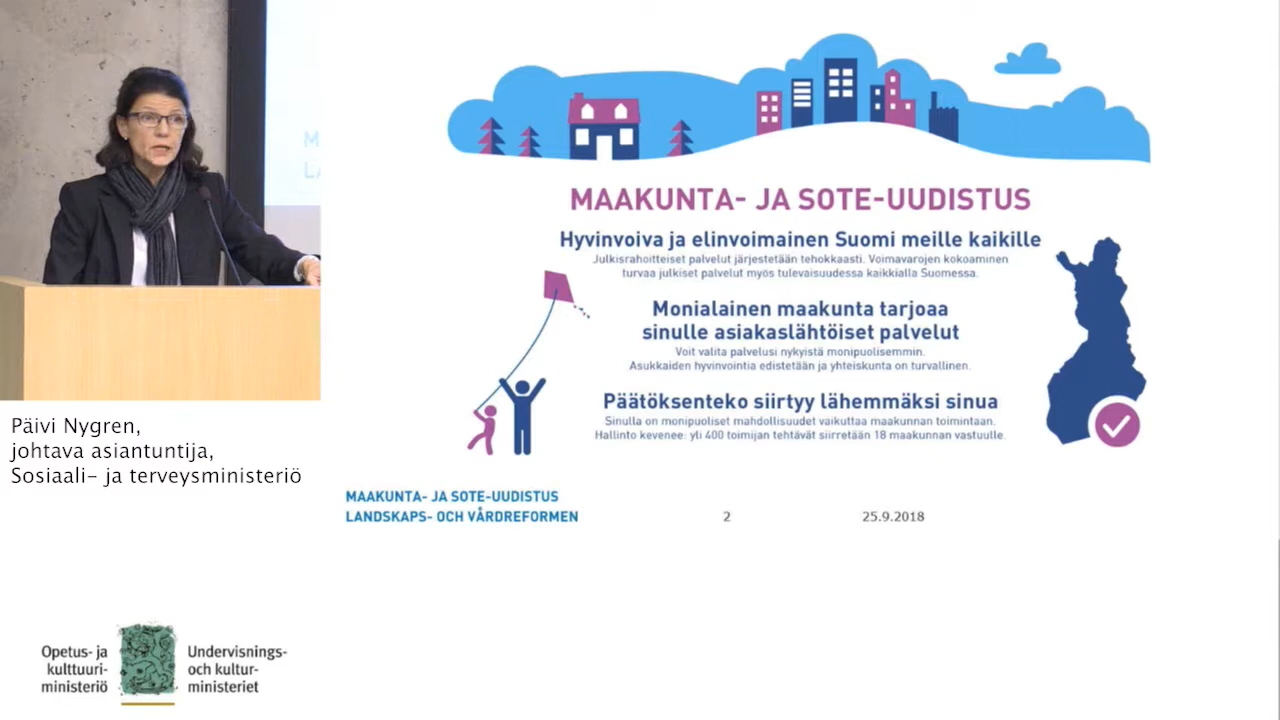 MAAKUNTA- JA SOTE-UUDISTUS
Hyvinvoiva ja elinvoimainen Suomi meille kaikille
Julkisrahoitteiset palvelut järjestetään tehokkaasti. Voimavarojen kokoaminen
turvaa julkiset palvelut myös tulevaisuudessa kaikkialla Suomessa.
Monialainen maakunta tarjoaa
sinulle asiakaslähtöiset palvelut
Voit valita palvelusi nykyistä monipuolisemmin.
Asukkaiden hyvinvointia edistetään ja yhteiskunta on turvallinen.
Päätöksenteko siirtyy lähemmäksi sinua
Sinulla on monipuoliset mahdollisuudet vaikuttaa maakunnan toimintaan.
Hallinto kevenee: yli 400 toimijan tehtävät siirretään 18 maakunnan vastuulle.
MAAKUNTA- JA SOTE-UUDISTUS
LANDSKAPS- OCH VÅRDREFORMEN 2 25.9.2018
Päivi Nygren,
johtava asiantuntija,
Sosiaali- ja terveysministeriö
Opetus- ja
kulttuuri-
ministeriö
Undervisnings-
och kultur-
ministeriet